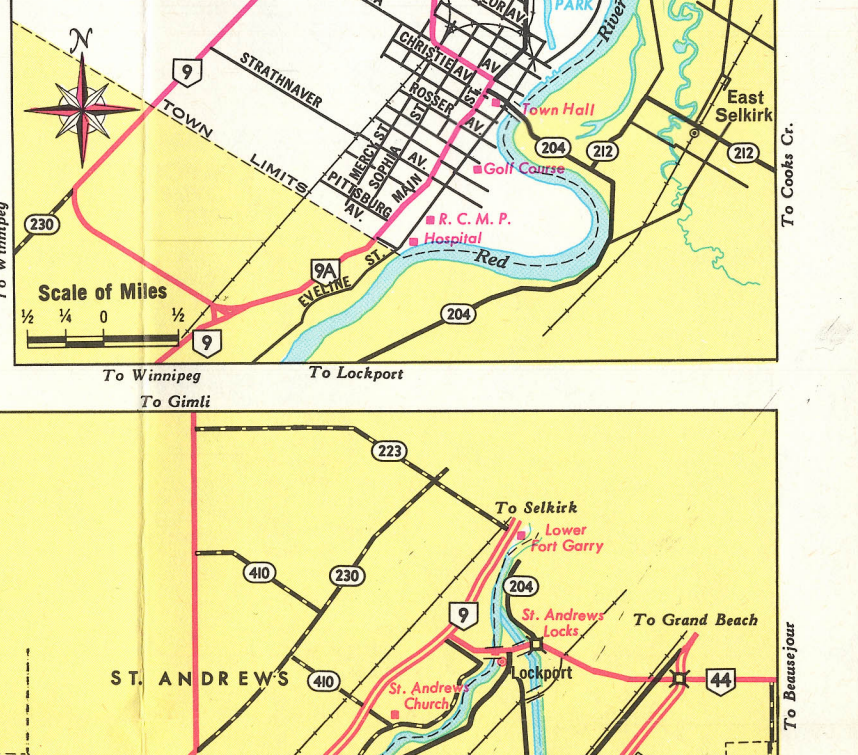 PARK
River
AV.
CHRISTIE AV.
AV.
N
9
STRATHNAVER
ROSSER
AV.
ST.
Town Hall
East
Selkirk
TOWN
LIMITS
MERCY ST.
SOPHIA
ST.
AV.
MAIN
PITTSBURG
AV.
204
212
212
Golf Course
To Cooks Cr.
To Winnipeg
230
R. C. M. P.
Hospital
Red
9A
EVELINE ST.
204
Scale of Miles
½ ¼ 0 ½
9
To Winnipeg
To Lockport
To Gimli
223
To Selkirk
Lower
Fort Garry
410
230
204
9
St. Andrews
Locks
To Grand Beach
ST. ANDREWS
410
St. Andrews
Church
Lockport
44
To Beausejour